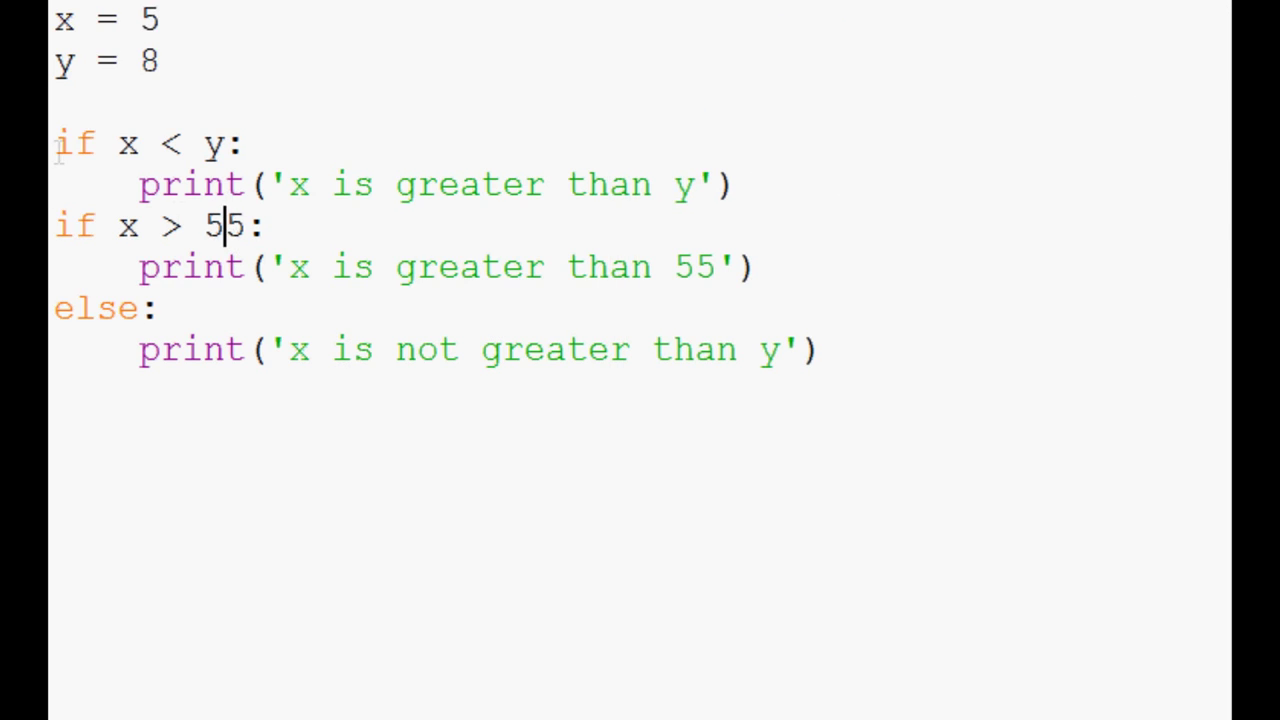 x = 5
y = 8
if x < y:
    print('x is greater than y')
if x > 55:
    print('x is greater than 55')
else:
    print('x is not greater than y')